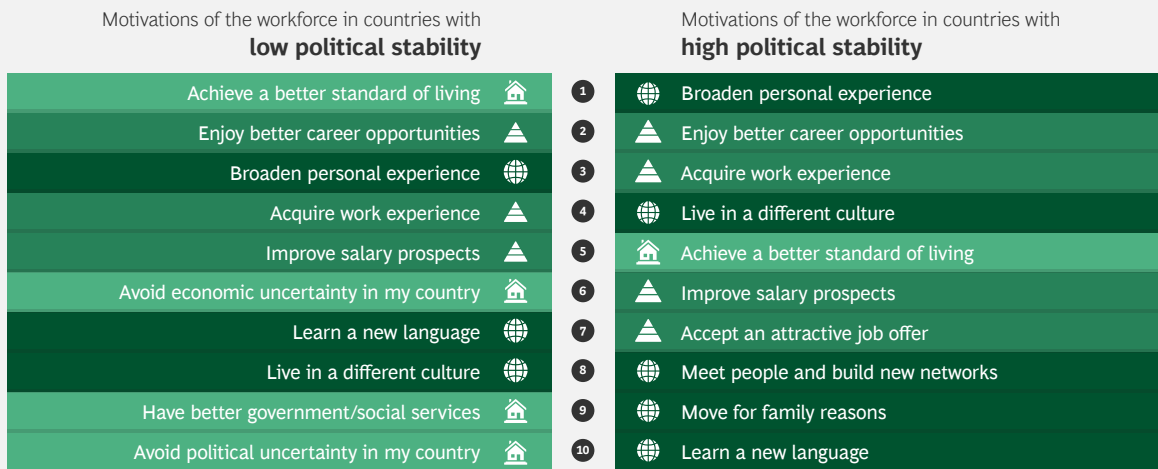 Motivations of the workforce in countries with
low political stability
Motivations of the workforce in countries with
high political stability
Achieve a better standard of living 1 Broaden personal experience
Enjoy better career opportunities 2 Enjoy better career opportunities
Broaden personal experience 3 Acquire work experience
Acquire work experience 4 Live in a different culture
Improve salary prospects 5 Achieve a better standard of living
Avoid economic uncertainty in my country 6 Improve salary prospects
Learn a new language 7 Accept an attractive job offer
Live in a different culture 8 Meet people and build new networks
Have better government/social services 9 Move for family reasons
Avoid political uncertainty in my country 10 Learn a new language